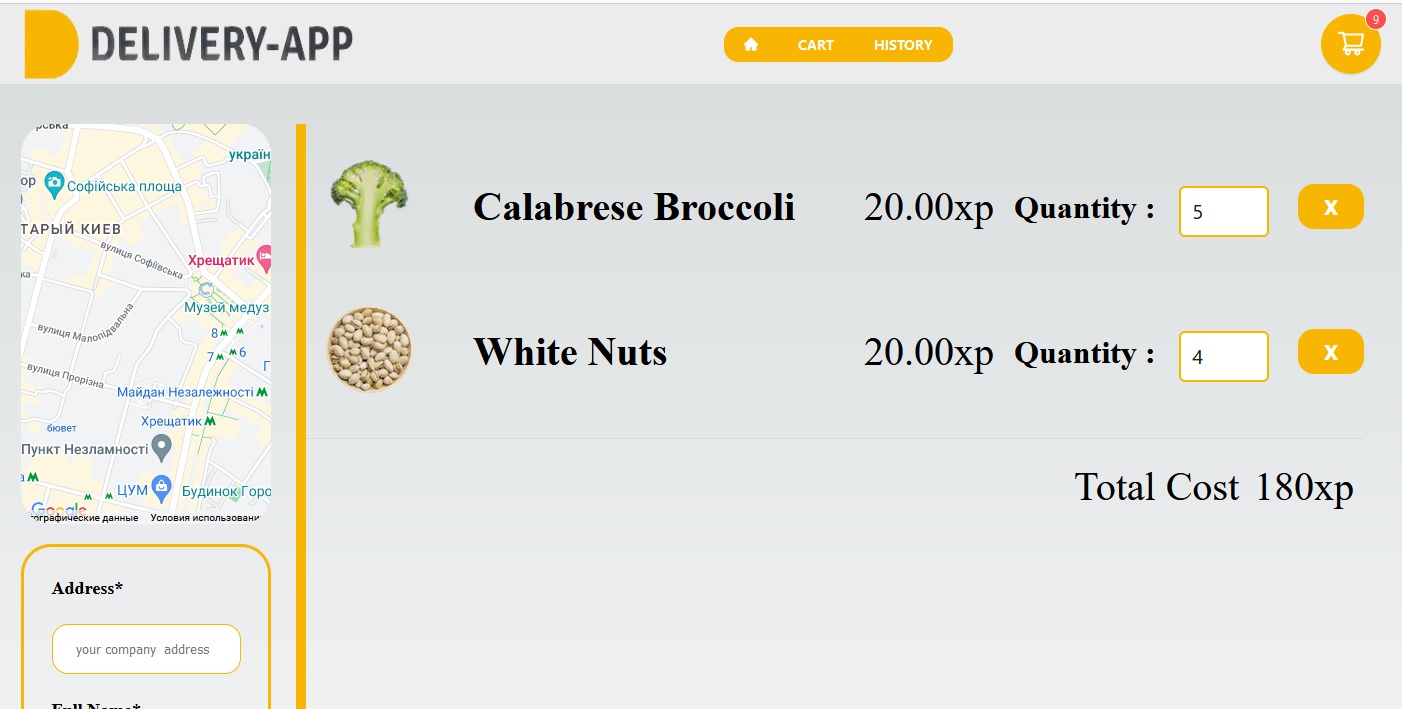 DELIVERY-APP
CART HISTORY
9
україн
Софійська площа
ТАРЫЙ КИЕВ
вулиця Софіївська
Хрещатик
Музей медуз
вулиця Малопідвальна
8
7 6
вулиця Прорізна
Майдан Незалежності
Хрещатик
бювет
Пункт Незламності
ЦУМ Будинок Горо
Google
ографические данные Условия использовани
Address*
your company address
Full Name*
Calabrese Broccoli 20.00xp Quantity : 5 X
White Nuts 20.00xp Quantity : 4 X
Total Cost 180xp